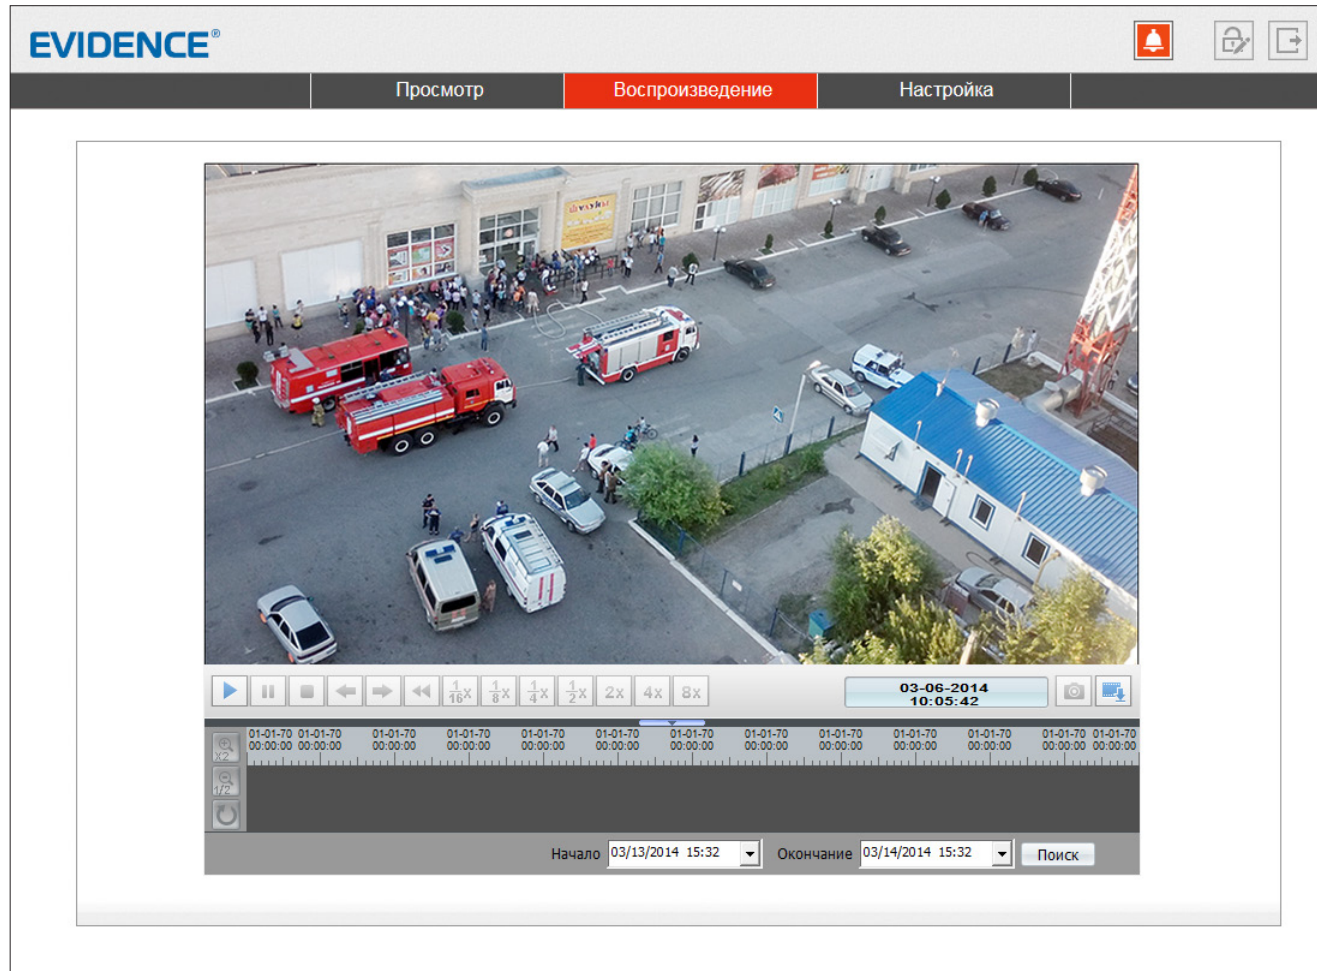 EVIDENCE®
Просмотр Воспроизведение Настройка
1/16x 1/8x 1/4x 1/2x 2x 4x 8x
03-06-2014
10:05:42
01-01-70 01-01-70 01-01-70 01-01-70 01-01-70 01-01-70 01-01-70 01-01-70 01-01-70 01-01-70 01-01-70 01-01-70 01-01-70
00:00:00 00:00:00 00:00:00 00:00:00 00:00:00 00:00:00 00:00:00 00:00:00 00:00:00 00:00:00 00:00:00 00:00:00 00:00:00
X2
1/2
Начало 03/13/2014 15:32 Окончание 03/14/2014 15:32 Поиск